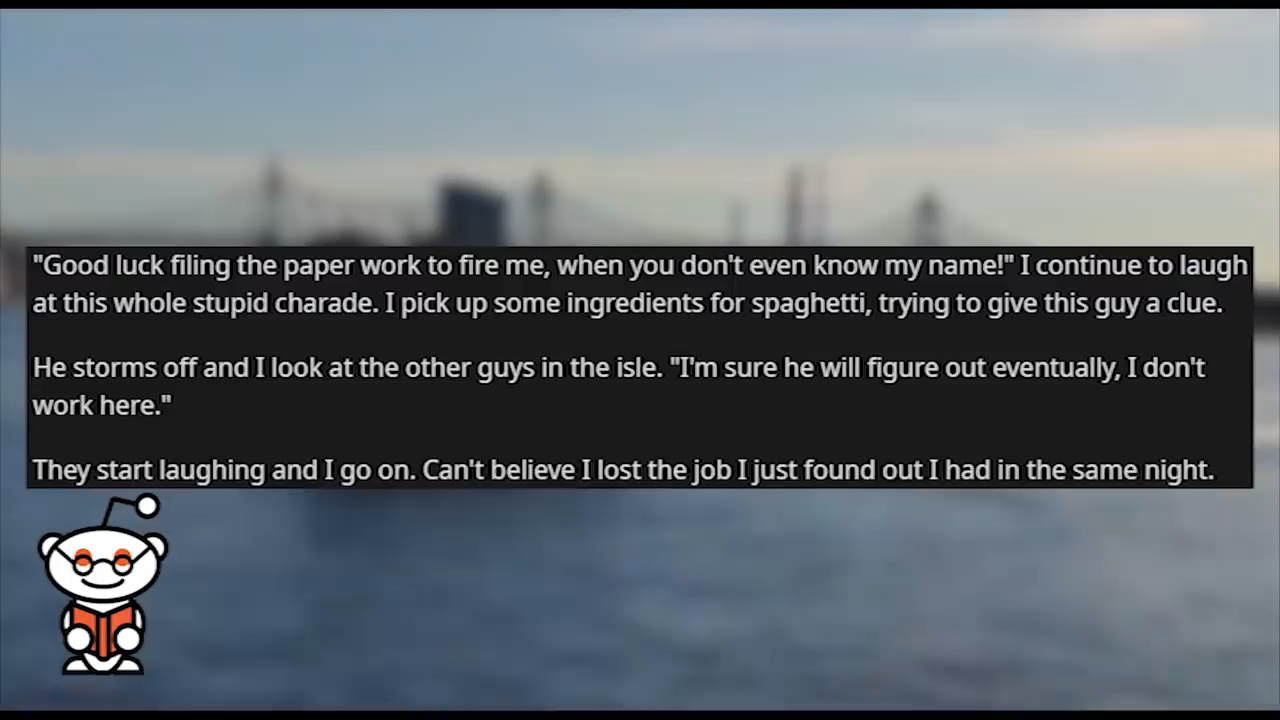 "Good luck filing the paper work to fire me, when you don't even know my name!" I continue to laugh
at this whole stupid charade. I pick up some ingredients for spaghetti, trying to give this guy a clue.
He storms off and I look at the other guys in the isle. "I'm sure he will figure out eventually, I don't
work here."
They start laughing and I go on. Can't believe I lost the job I just found out I had in the same night.